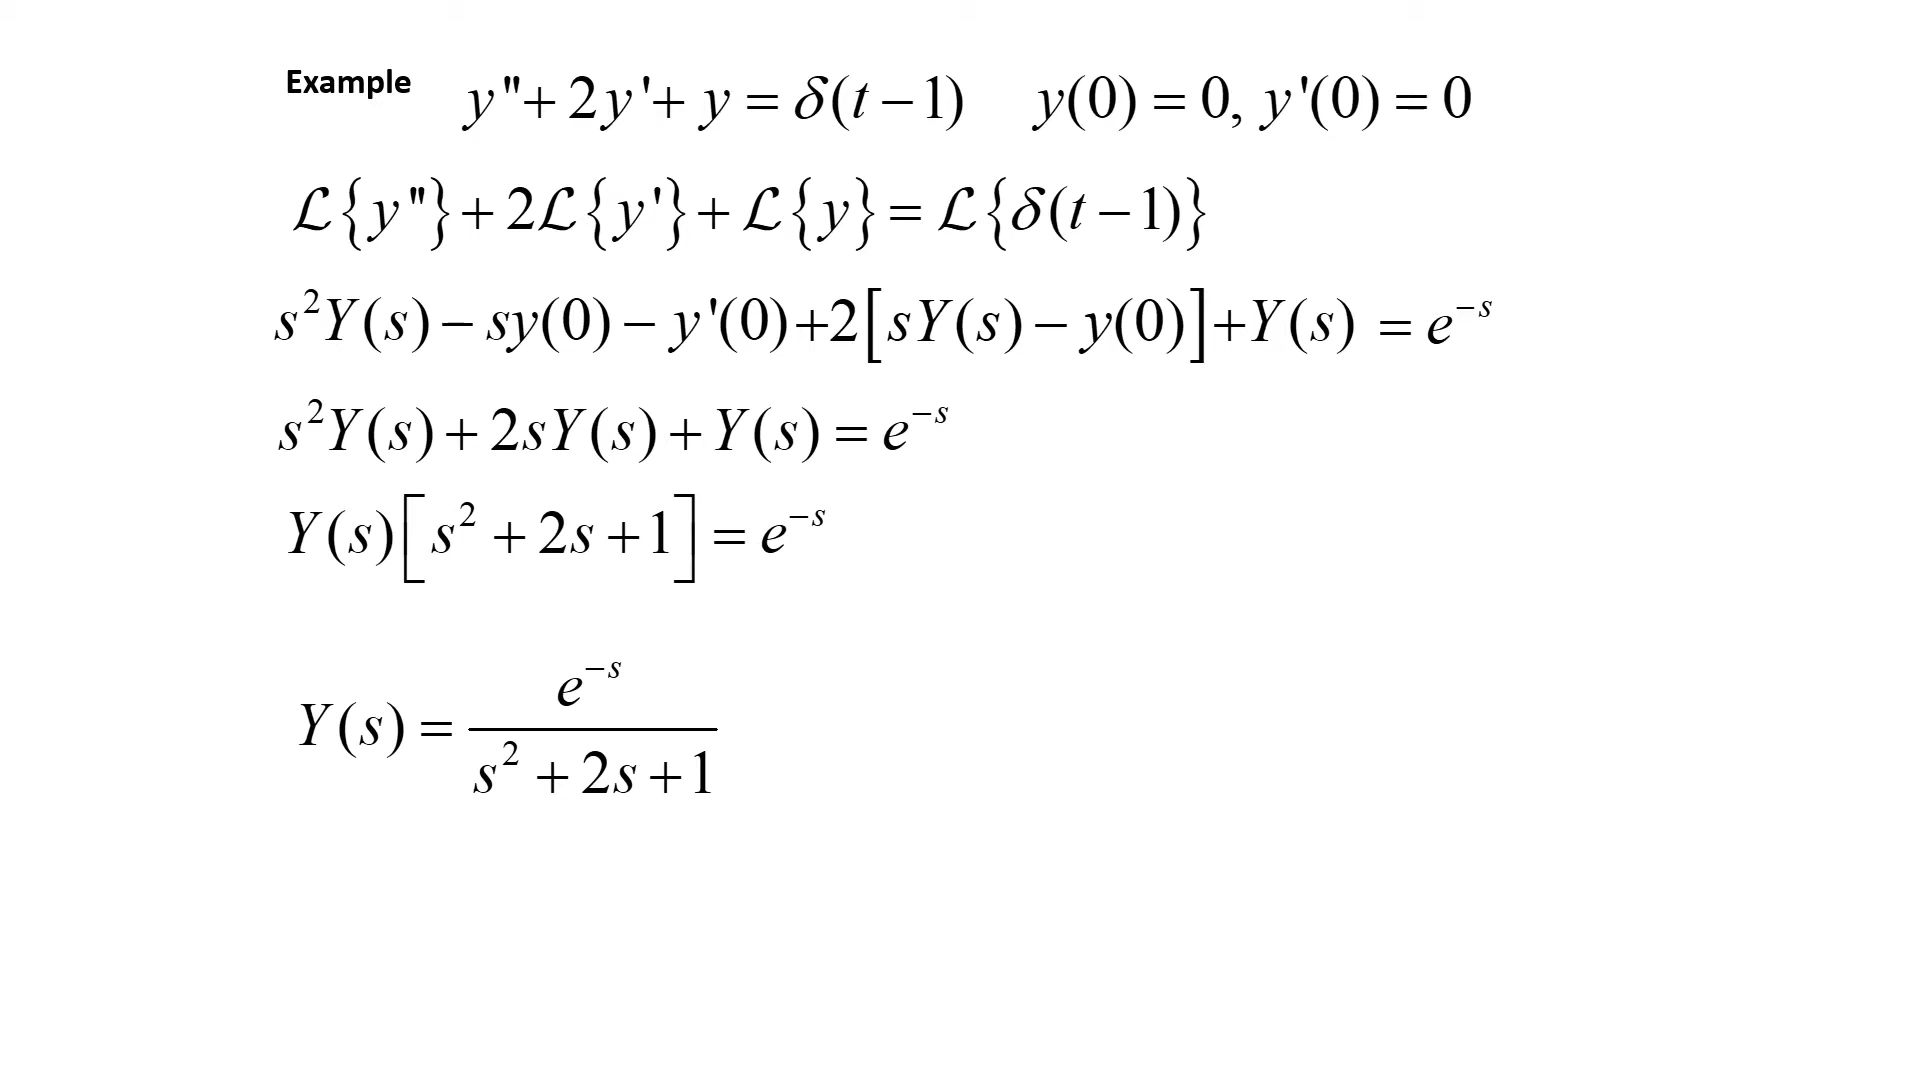 Example y''+ 2y'+ y = δ(t − 1) y(0) = 0, y'(0) = 0
ℒ{y''} + 2ℒ{y'} + ℒ{y} = ℒ{δ(t − 1)}
s²Y(s) − sy(0) − y'(0)+2[sY(s) − y(0)]+Y(s) = e⁻ˢ
s²Y(s) + 2sY(s) + Y(s) = e⁻ˢ
Y(s)[s² + 2s + 1] = e⁻ˢ
Y(s) = e⁻ˢ / s² + 2s + 1